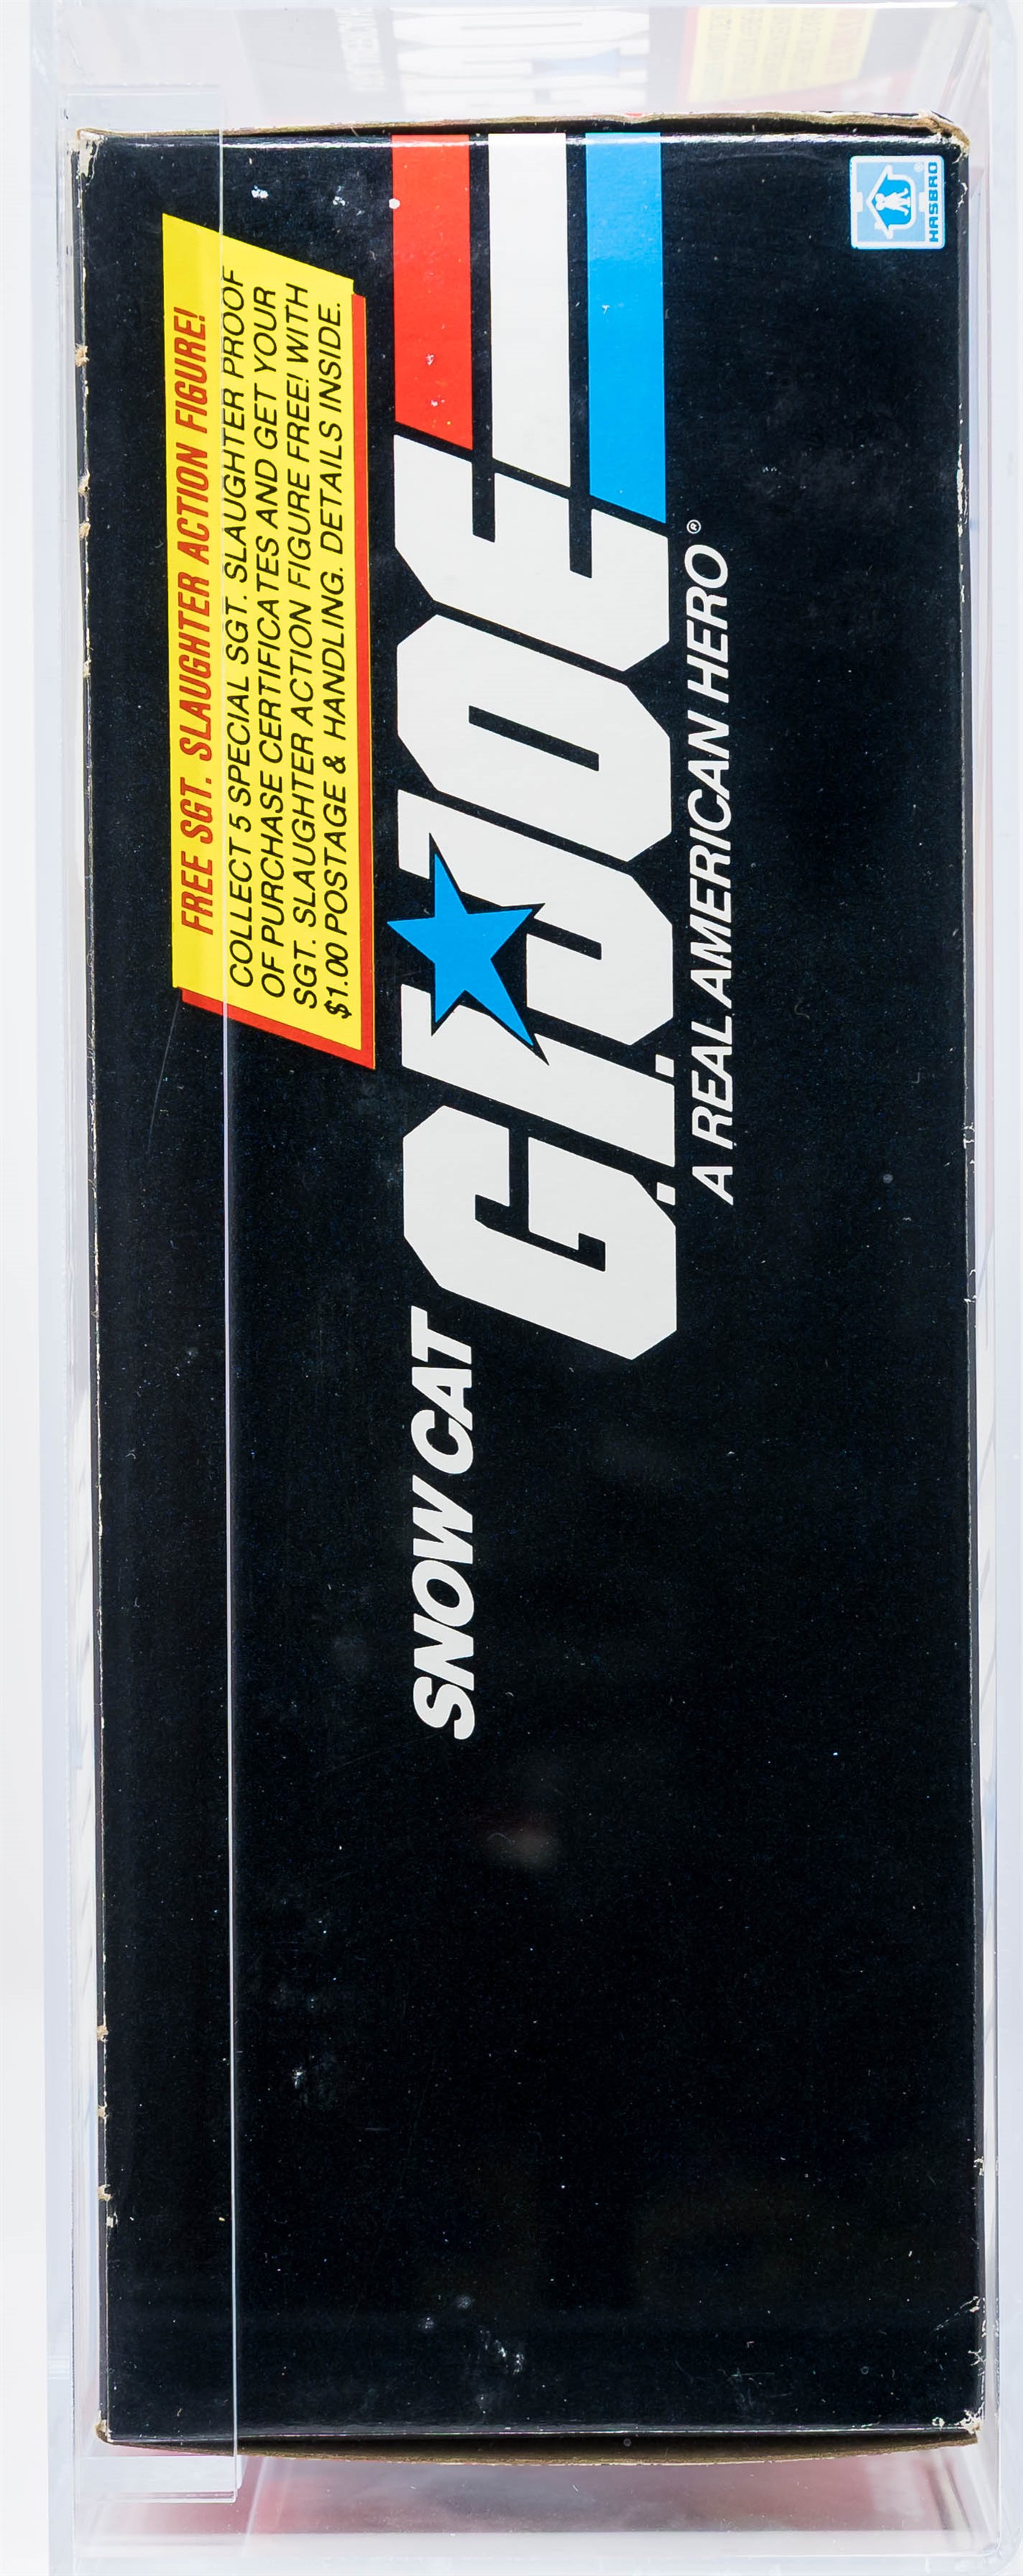 FREE SGT. SLAUGHTER ACTION FIGURE!
COLLECT 5 SPECIAL SGT. SLAUGHTER PROOF
OF PURCHASE CERTIFICATES AND GET YOUR
SGT. SLAUGHTER ACTION FIGURE FREE! WITH
$1.00 POSTAGE & HANDLING. DETAILS INSIDE.
SNOW CAT
G.I. JOE
A REAL AMERICAN HERO®
HASBRO®